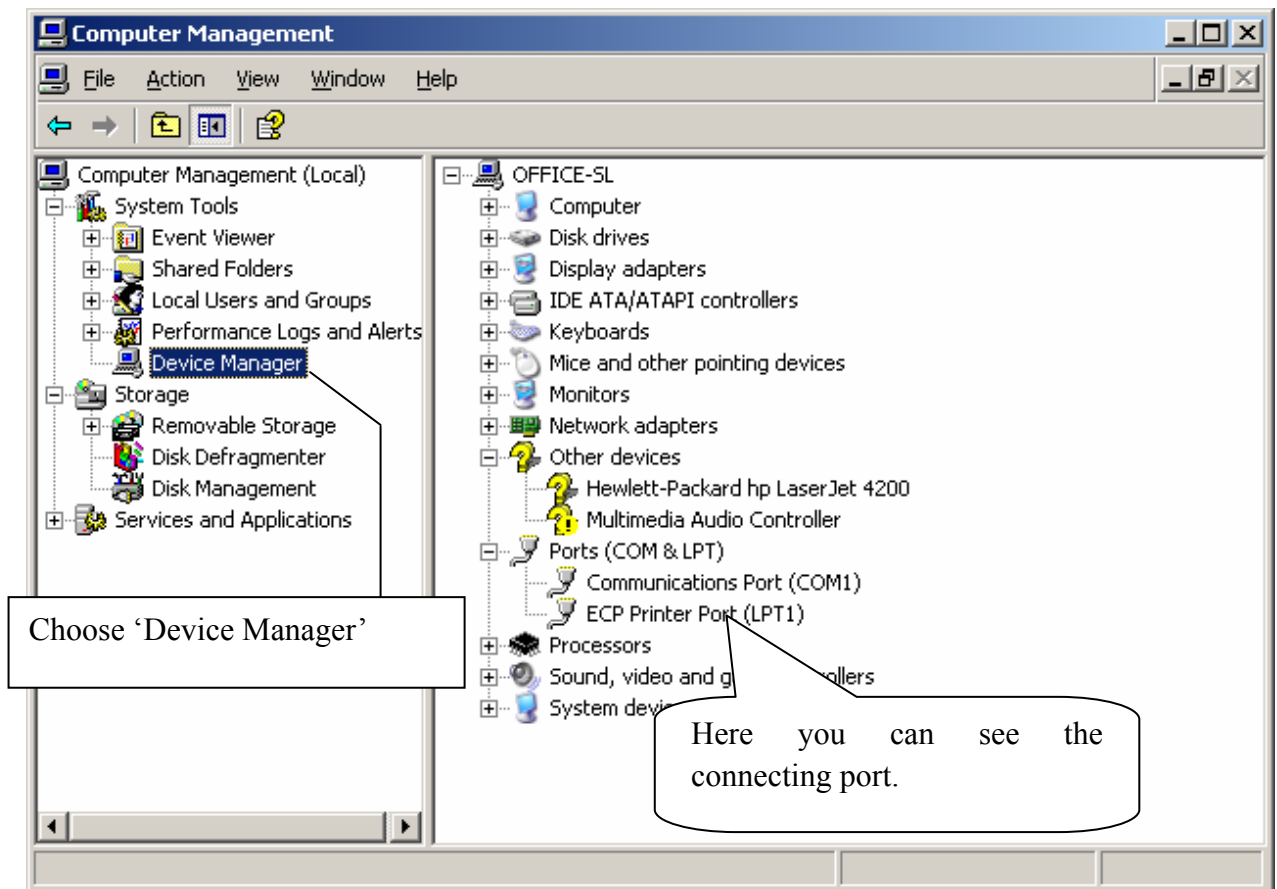 Computer Management
File Action View Window Help
Computer Management (Local)
System Tools
Event Viewer
Shared Folders
Local Users and Groups
Performance Logs and Alerts
Device Manager
Storage
Removable Storage
Disk Defragmenter
Disk Management
Services and Applications
Choose ‘Device Manager’
OFFICE-SL
Computer
Disk drives
Display adapters
IDE ATA/ATAPI controllers
Keyboards
Mice and other pointing devices
Monitors
Network adapters
Other devices
Hewlett-Packard hp LaserJet 4200
Multimedia Audio Controller
Ports (COM & LPT)
Communications Port (COM1)
ECP Printer Port (LPT1)
Processors
Sound, video and
System
Here you can see the
connecting port.